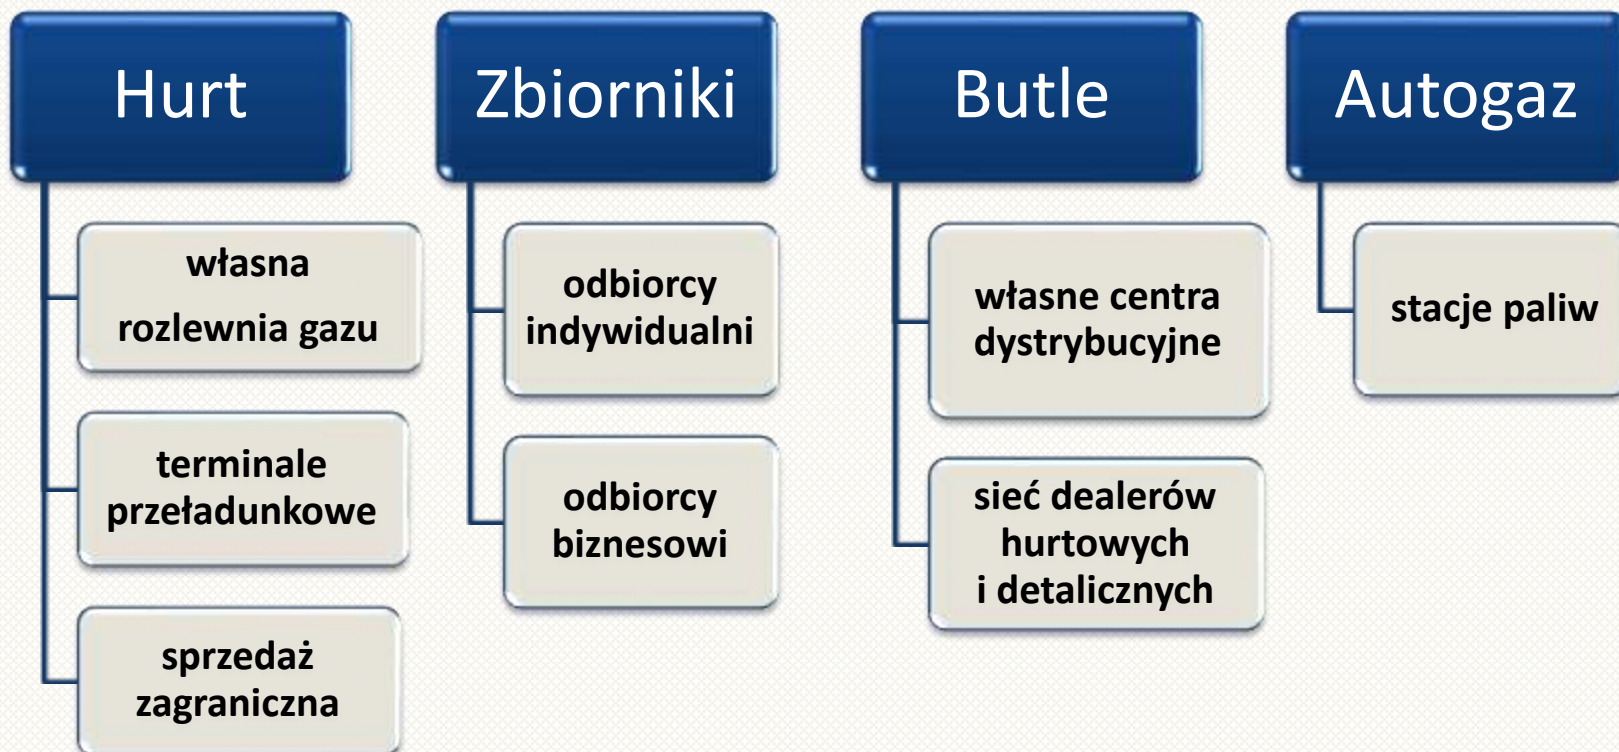 Hurt
własna
rozlewnia gazu
terminale
przeładunkowe
sprzedaż
zagraniczna
Zbiorniki
odbiorcy
indywidualni
odbiorcy
biznesowi
Butle
własne centra
dystrybucyjne
sieć dealerów
hurtowych
i detalicznych
Autogaz
stacje paliw